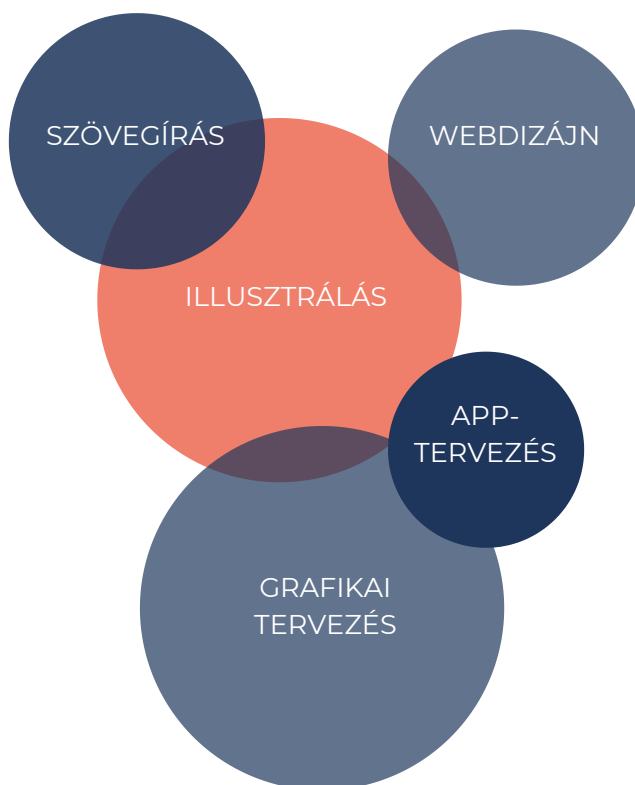 SZÖVEGÍRÁS
WEBDIZÁJN
ILLUSZTRÁLÁS
APP-
TERVEZÉS
GRAFIKAI
TERVEZÉS